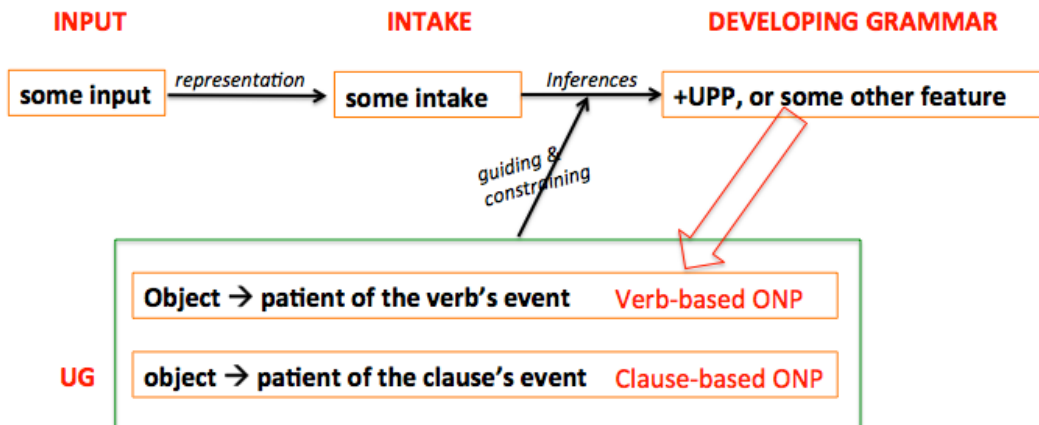 INPUT INTAKE DEVELOPING GRAMMAR
some input representation some intake Inferences +UPP, or some other feature
guiding &
constraining
Object → patient of the verb's event Verb-based ONP
UG object → patient of the clause's event Clause-based ONP